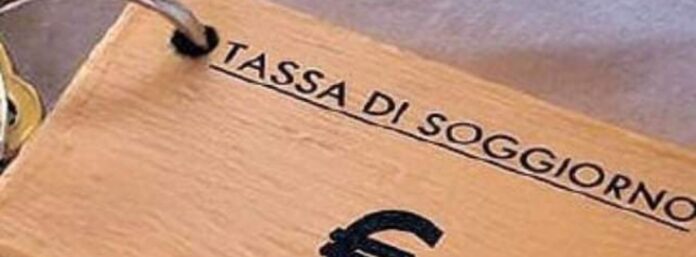 TASSA DI SOGGIORNO
€